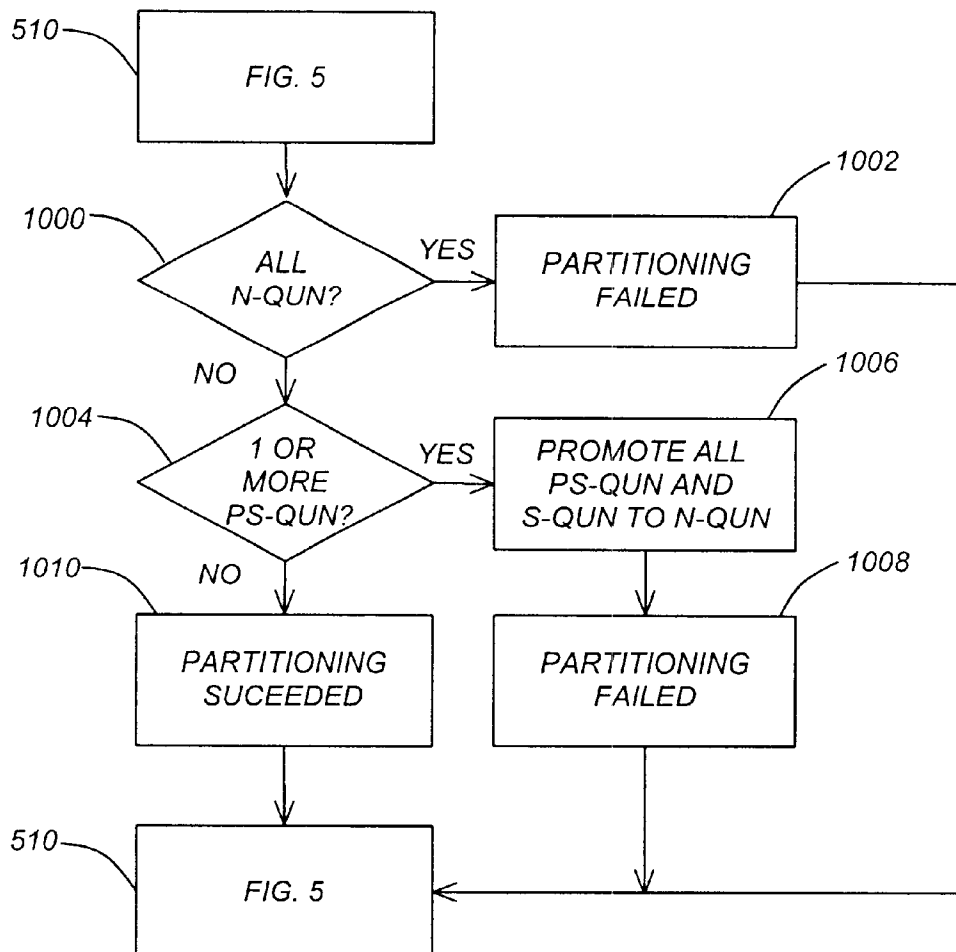 510
FIG. 5
1002
1000
ALL
N-QUN?
YES
PARTITIONING
FAILED
NO
1006
1004
1 OR
MORE
PS-QUN?
YES
PROMOTE ALL
PS-QUN AND
S-QUN TO N-QUN
NO
1010
1008
PARTITIONING
SUCEEDED
PARTITIONING
FAILED
510
FIG. 5